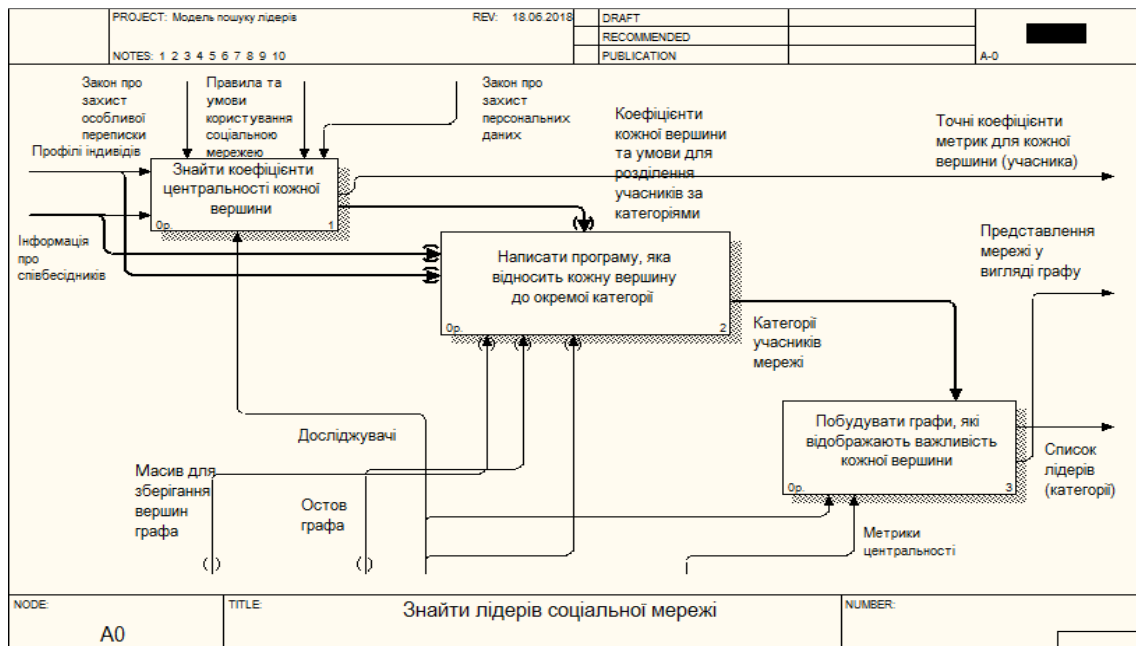 PROJECT: Модель пошуку лідерів
REV: 18.06.2018
DRAFT
RECOMMENDED
NOTES: 1 2 3 4 5 6 7 8 9 10
PUBLICATION
A-0
Закон про
захист
особливої
переписки
Правила та
умови
користування
соціальною
мережею
Закон про
захист
персональних
даних
Коефіцієнти
кожної вершини
та умови для
розділення
учасників за
категоріями
Точні коефіцієнти
метрик для кожної
вершини (учасника)
Профілі індивідів
Знайти коефіцієнти
центральності кожної
вершини
0р.
1
Інформація
про
співбесідників
Написати програму, яка
відносить кожну вершину
до окремої категорії
0р.
2
Представлення
мережі у
вигляді графу
Категорії
учасників
мережі
Побудувати графи, які
відображають важливість
кожної вершини
0р.
3
Список
лідерів
(категорії)
Досліджувачі
Масив для
зберігання
вершин
графа
Остов
графа
Метрики
центральності
NODE:
A0
TITLE:
Знайти лідерів соціальної мережі
NUMBER: